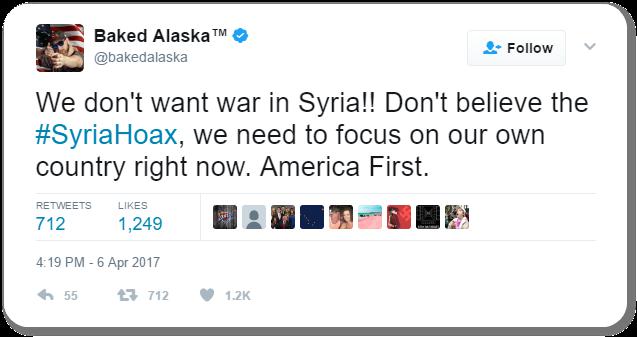 Baked Alaska™
@bakedalaska
Follow
We don't want war in Syria!! Don't believe the
#SyriaHoax, we need to focus on our own
country right now. America First.
RETWEETS LIKES
712 1,249
4:19 PM - 6 Apr 2017
55 712 1.2K